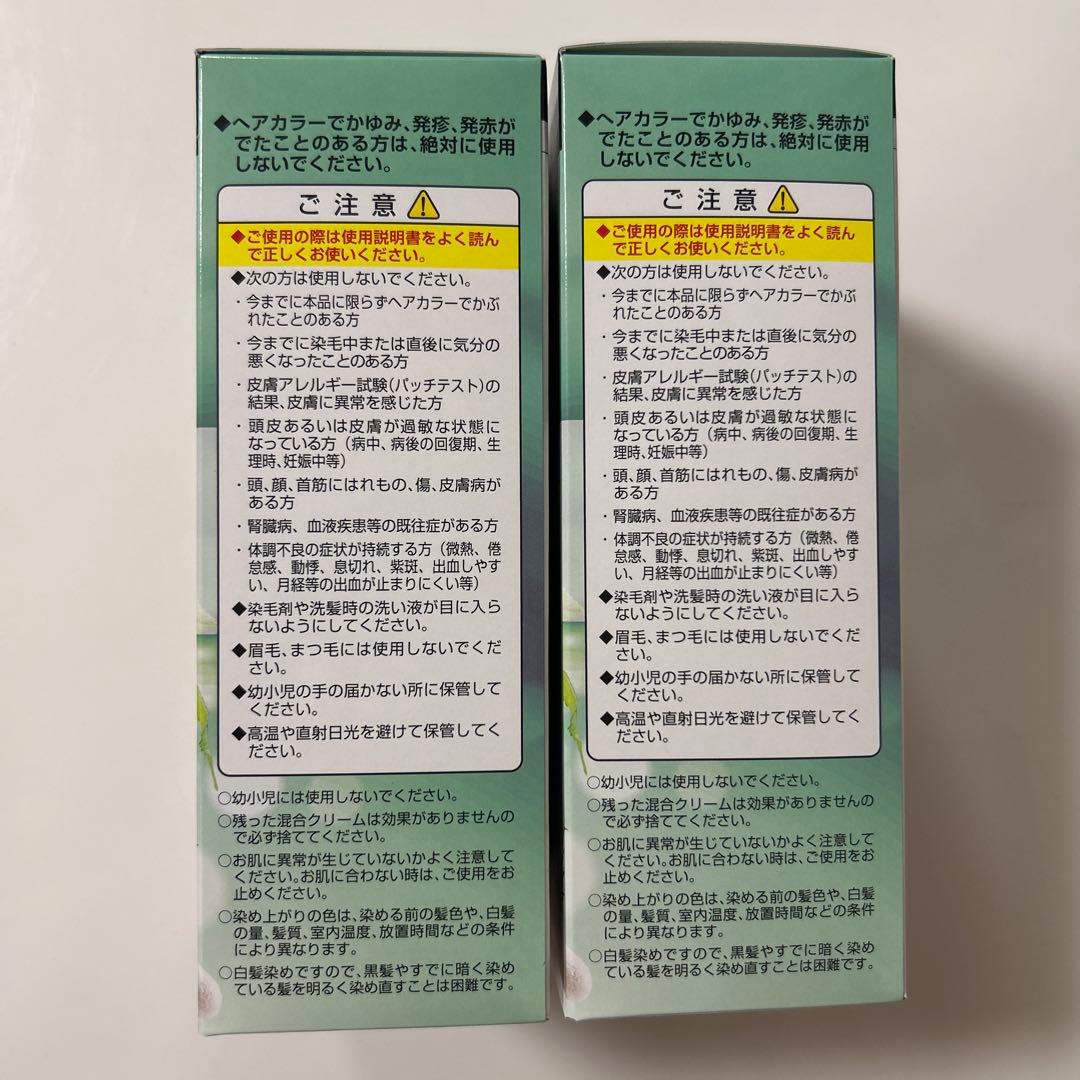 ◆ヘアカラーでかゆみ、発疹、発赤が
でたことのある方は、絶対に使用
しないでください。
ご注意
◆ご使用の際は使用説明書をよく読ん
で正しくお使いください。
◆次の方は使用しないでください。
・今までに本品に限らずヘアカラーでかぶ
れたことのある方
・今までに染毛中または直後に気分の
悪くなったことのある方
・皮膚アレルギー試験(パッチテスト)の
結果、皮膚に異常を感じた方
・頭皮あるいは皮膚が過敏な状態に
なっている方(病中、病後の回復期、生
理時、妊娠中等)
・頭、顔、首筋にはれもの、傷、皮膚病が
ある方
・腎臓病、血液疾患等の既往症がある方
・体調不良の症状が持続する方(微熱、倦
怠感、動悸、息切れ、紫斑、出血しやす
い、月経等の出血が止まりにくい等)
◆染毛剤や洗髪時の洗い液が目に入ら
ないようにしてください。
◆眉毛、まつ毛には使用しないでくだ
さい。
◆幼小児の手の届かない所に保管して
ください。
◆高温や直射日光を避けて保管してく
ださい。
○幼小児には使用しないでください。
○残った混合クリームは効果がありませんの
で必ず捨ててください。
○お肌に異常が生じていないかよく注意して
ください。お肌に合わない時は、ご使用をお
止めください。
○染め上がりの色は、染める前の髪色や、白髪
の量、髪質、室内温度、放置時間などの条件
により異なります。
○白髪染めですので、黒髪やすでに暗く染め
ている髪を明るく染め直すことは困難です。
◆ヘアカラーでかゆみ、発疹、発赤が
でたことのある方は、絶対に使用
しないでください。
ご注意
◆ご使用の際は使用説明書をよく読ん
で正しくお使いください。
◆次の方は使用しないでください。
・今までに本品に限らずヘアカラーでかぶ
れたことのある方
・今までに染毛中または直後に気分の
悪くなったことのある方
・皮膚アレルギー試験(パッチテスト)の
結果、皮膚に異常を感じた方
・頭皮あるいは皮膚が過敏な状態に
なっている方(病中、病後の回復期、生
理時、妊娠中等)
・頭、顔、首筋にはれもの、傷、皮膚病が
ある方
・腎臓病、血液疾患等の既往症がある方
・体調不良の症状が持続する方(微熱、倦
怠感、動悸、息切れ、紫斑、出血しやす
い、月経等の出血が止まりにくい等)
◆染毛剤や洗髪時の洗い液が目に入ら
ないようにしてください。
◆眉毛、まつ毛には使用しないでくだ
さい。
◆幼小児の手の届かない所に保管して
ください。
◆高温や直射日光を避けて保管してく
ださい。
○幼小児には使用しないでください。
○残った混合クリームは効果がありませんの
で必ず捨ててください。
○お肌に異常が生じていないかよく注意して
ください。お肌に合わない時は、ご使用をお
止めください。
○染め上がりの色は、染める前の髪色や、白髪
の量、髪質、室内温度、放置時間などの条件
により異なります。
○白髪染めですので、黒髪やすでに暗く染め
ている髪を明るく染め直すことは困難です。